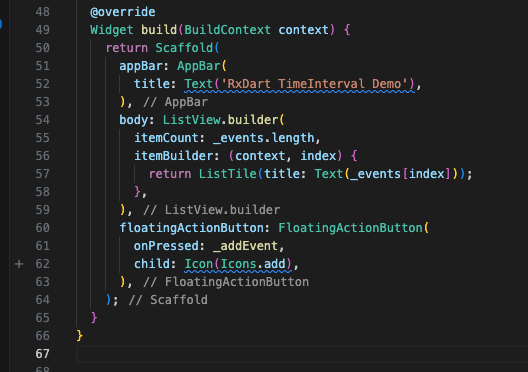 48 @override
49 Widget build(BuildContext context) {
50 return Scaffold(
51 appBar: AppBar(
52 title: Text('RxDart TimeInterval Demo'),
53 ), // AppBar
54 body: ListView.builder(
55 itemCount: _events.length,
56 itemBuilder: (context, index) {
57 return ListTile(title: Text(_events[index]));
58 },
59 ), // ListView.builder
60 floatingActionButton: FloatingActionButton(
61 onPressed: _addEvent,
62 child: Icon(Icons.add),
63 ), // FloatingActionButton
64 ); // Scaffold
65 }
66 }
67
68